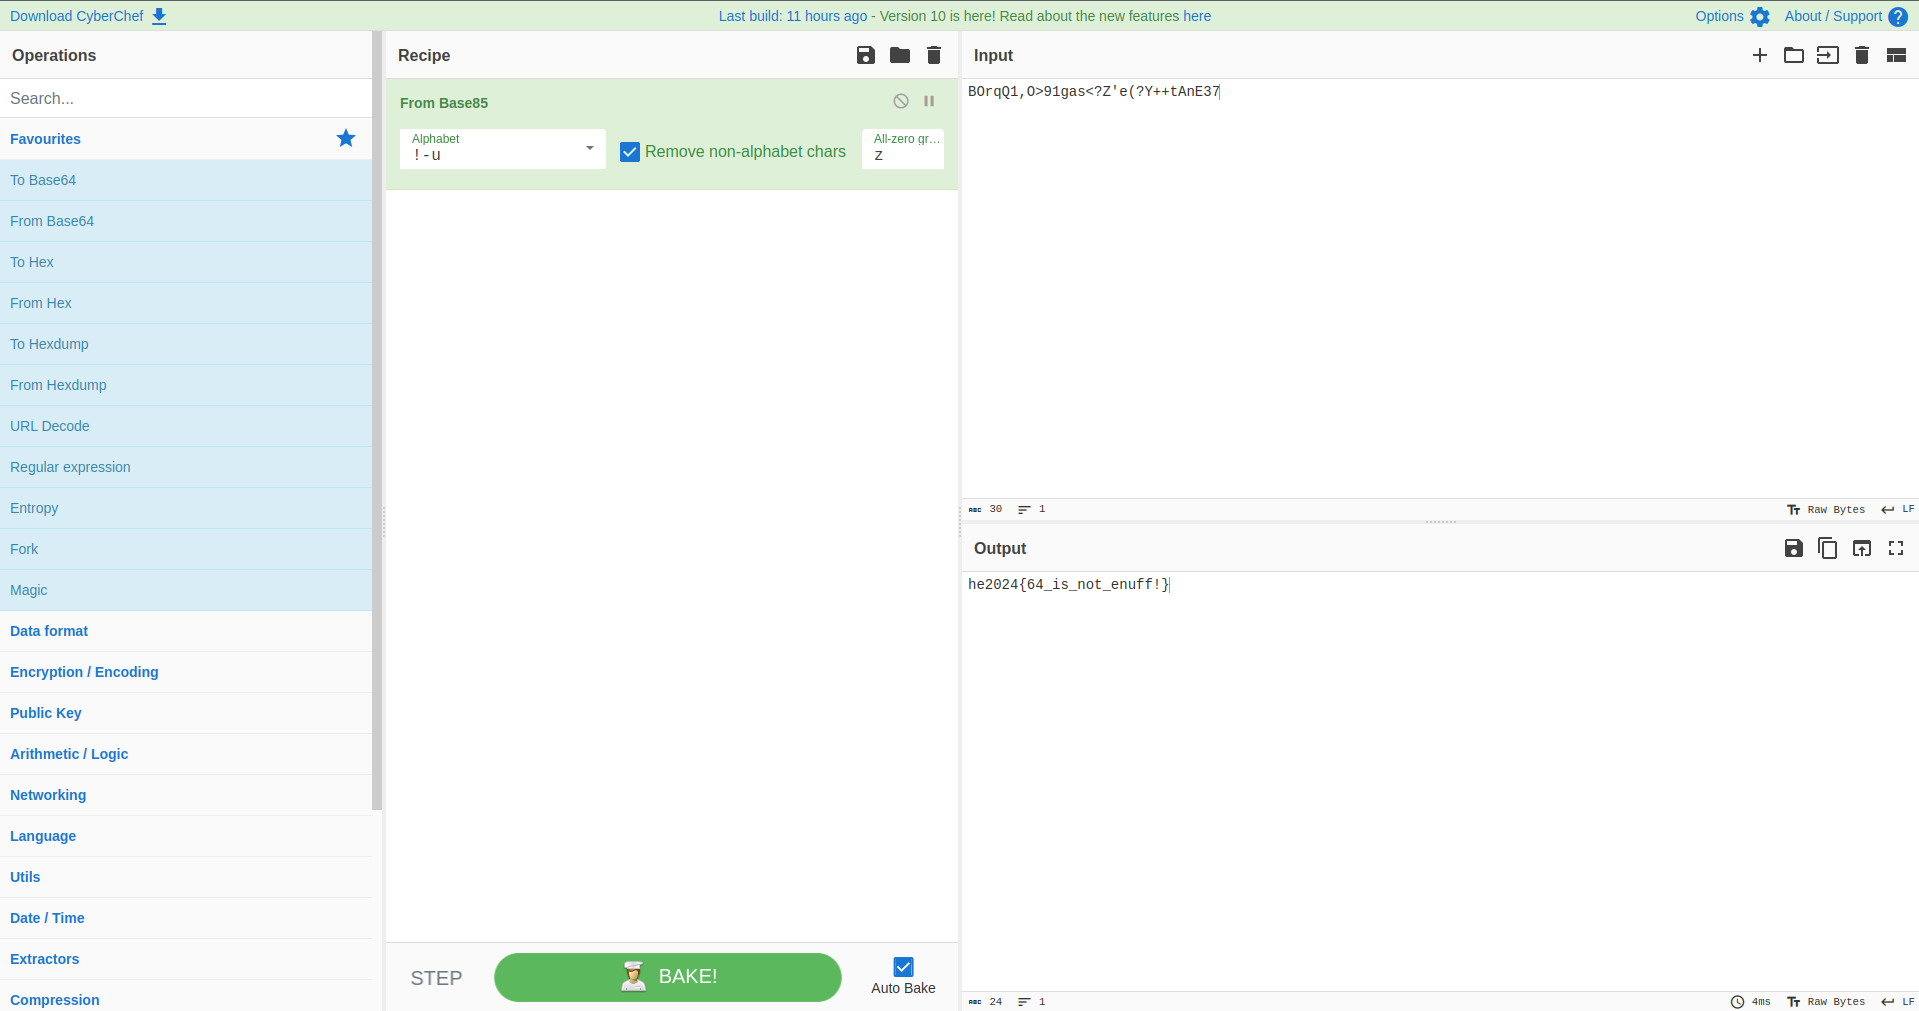 Download CyberChef
Last build: 11 hours ago - Version 10 is here! Read about the new features here
Options
About / Support
Operations
Search...
Favourites
To Base64
From Base64
To Hex
From Hex
To Hexdump
From Hexdump
URL Decode
Regular expression
Entropy
Fork
Magic
Data format
Encryption / Encoding
Public Key
Arithmetic / Logic
Networking
Language
Utils
Date / Time
Extractors
Compression
Recipe
From Base85
Alphabet
!-u
Remove non-alphabet chars
All-zero gr...
z
STEP
BAKE!
Auto Bake
Input
BOrqQ1,O>91gas<?Z'e(?Y++tAnE37
ABC 30 1
Raw Bytes LF
Output
he2024{64_is_not_enuff!}
ABC 24 1
4ms Raw Bytes LF